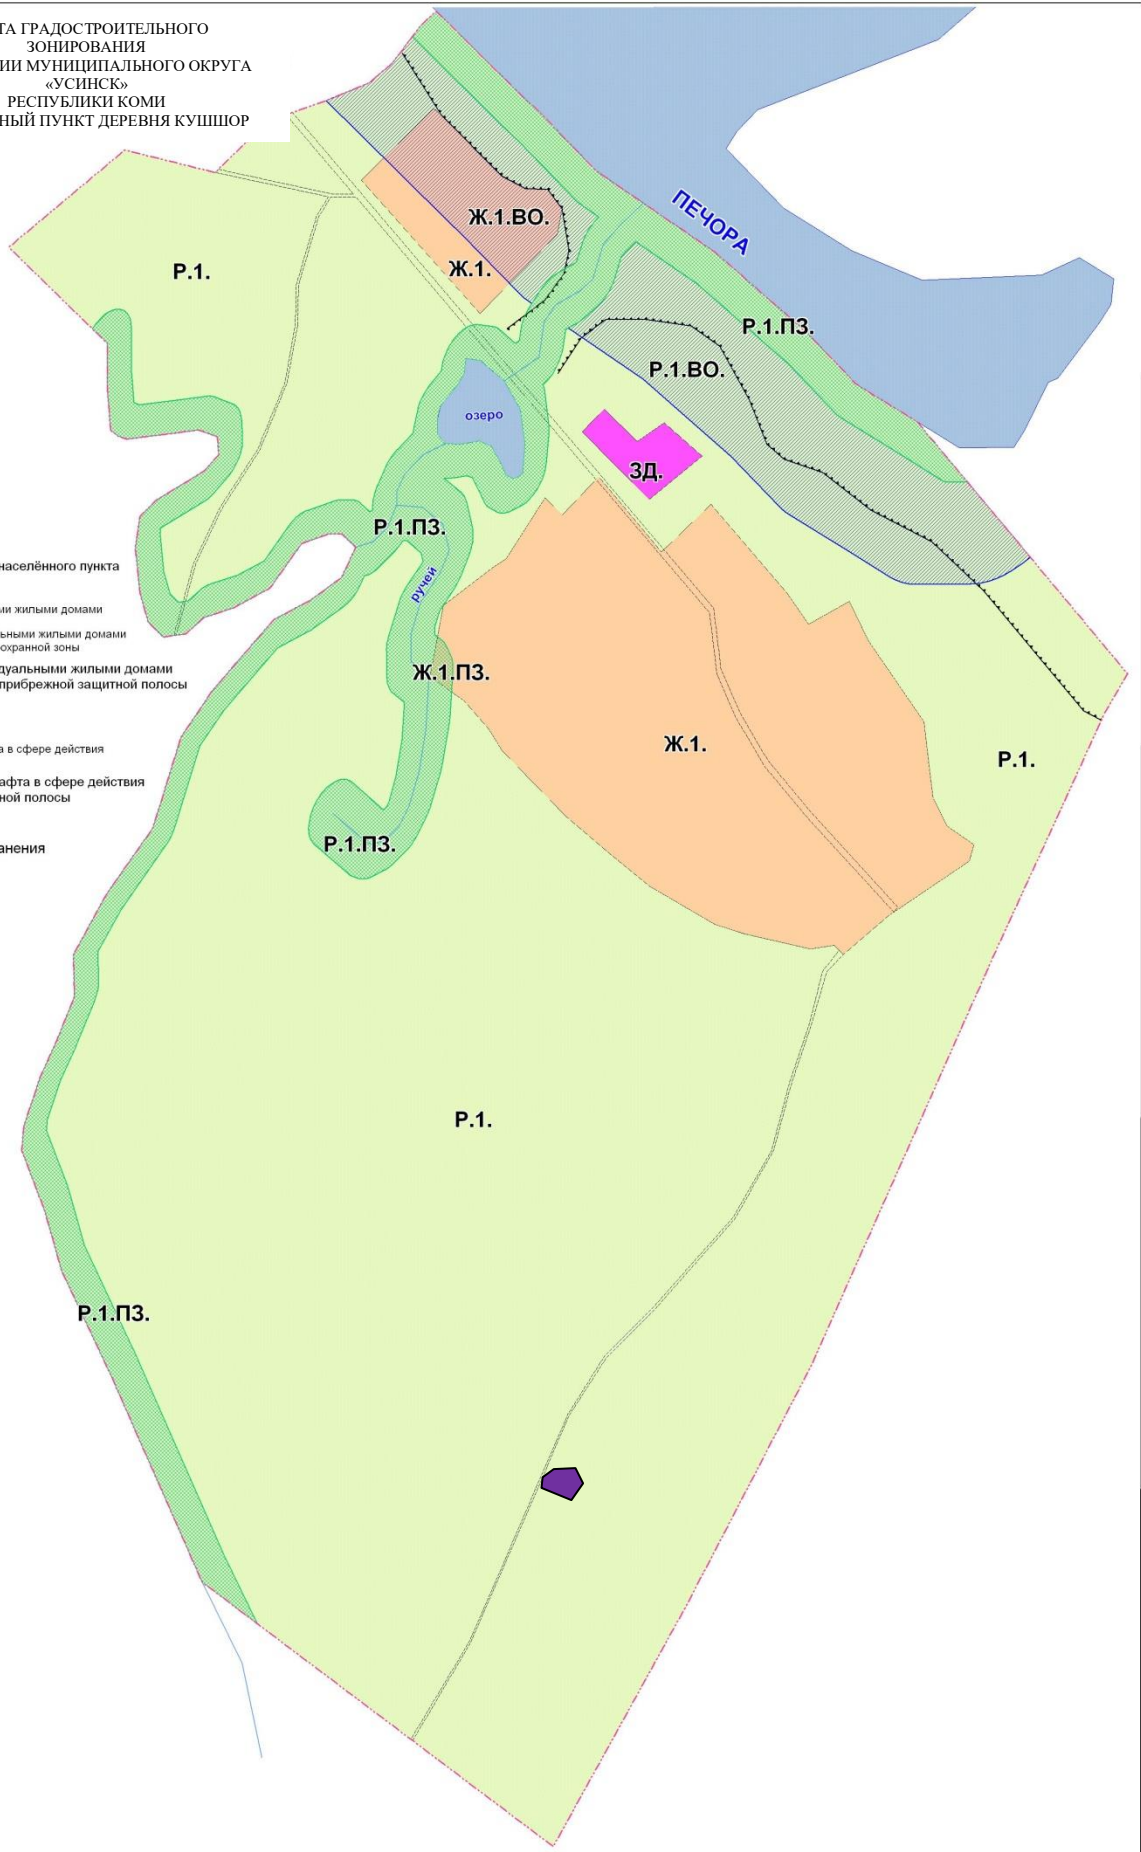 ТА ГРАДОСТРОИТЕЛЬНОГО
ЗОНИРОВАНИЯ
ИИ МУНИЦИПАЛЬНОГО ОКРУГА
«УСИНСК»
РЕСПУБЛИКИ КОМИ
НЫЙ ПУНКТ ДЕРЕВНЯ КУШШОР
ПЕЧОРА
Ж.1.ВО.
Ж.1.
Р.1.
Р.1.ПЗ.
Р.1.ВО.
озеро
ЗД.
Р.1.ПЗ.
ручей
населённого пункта
ми жилыми домами
ьными жилыми домами
охранной зоны
дуальными жилыми домами
прибрежной защитной полосы
Ж.1.ПЗ.
Ж.1.
Р.1.
а в сфере действия
афта в сфере действия
ной полосы
Р.1.ПЗ.
анения
Р.1.
Р.1.ПЗ.